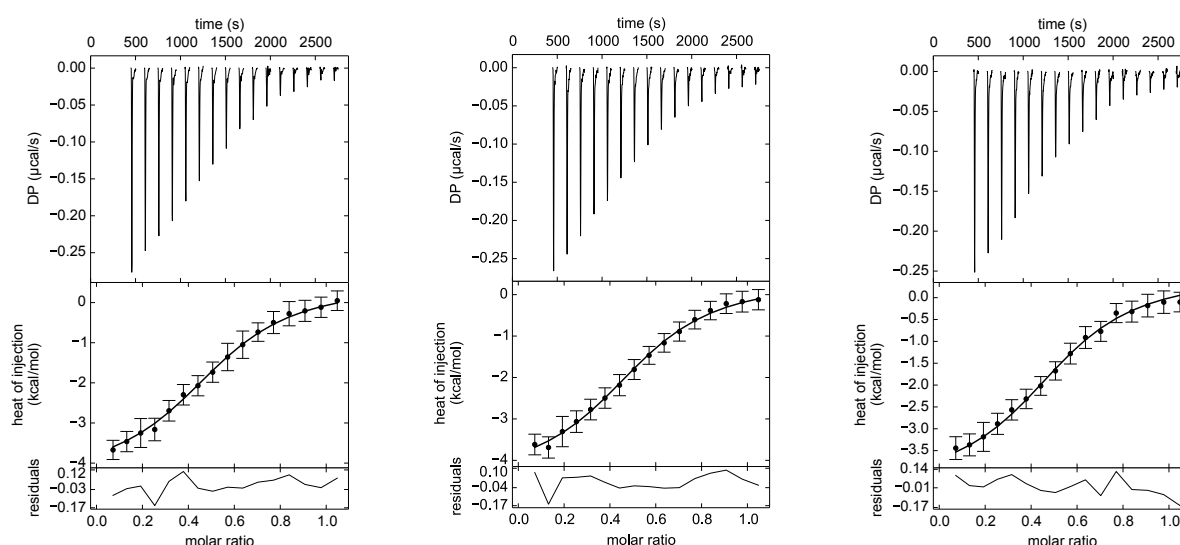 time (s)
0 500 1000 1500 2000 2500
0.00
−0.05
−0.10
−0.15
−0.20
−0.25
DP (µcal/s)
0
−1
−2
−3
−4
heat of injection
(kcal/mol)
0.12
−0.03
−0.17
residuals
0.0 0.2 0.4 0.6 0.8 1.0
molar ratio
time (s)
0 500 1000 1500 2000 2500
0.00
−0.05
−0.10
−0.15
−0.20
−0.25
DP (µcal/s)
0
−1
−2
−3
−4
heat of injection
(kcal/mol)
0.10
−0.04
−0.17
residuals
0.0 0.2 0.4 0.6 0.8 1.0
molar ratio
time (s)
0 500 1000 1500 2000 2500
0.00
−0.05
−0.10
−0.15
−0.20
−0.25
DP (µcal/s)
0.0
−0.5
−1.0
−1.5
−2.0
−2.5
−3.0
−3.5
heat of injection
(kcal/mol)
0.14
−0.01
−0.17
residuals
0.0 0.2 0.4 0.6 0.8 1.0
molar ratio